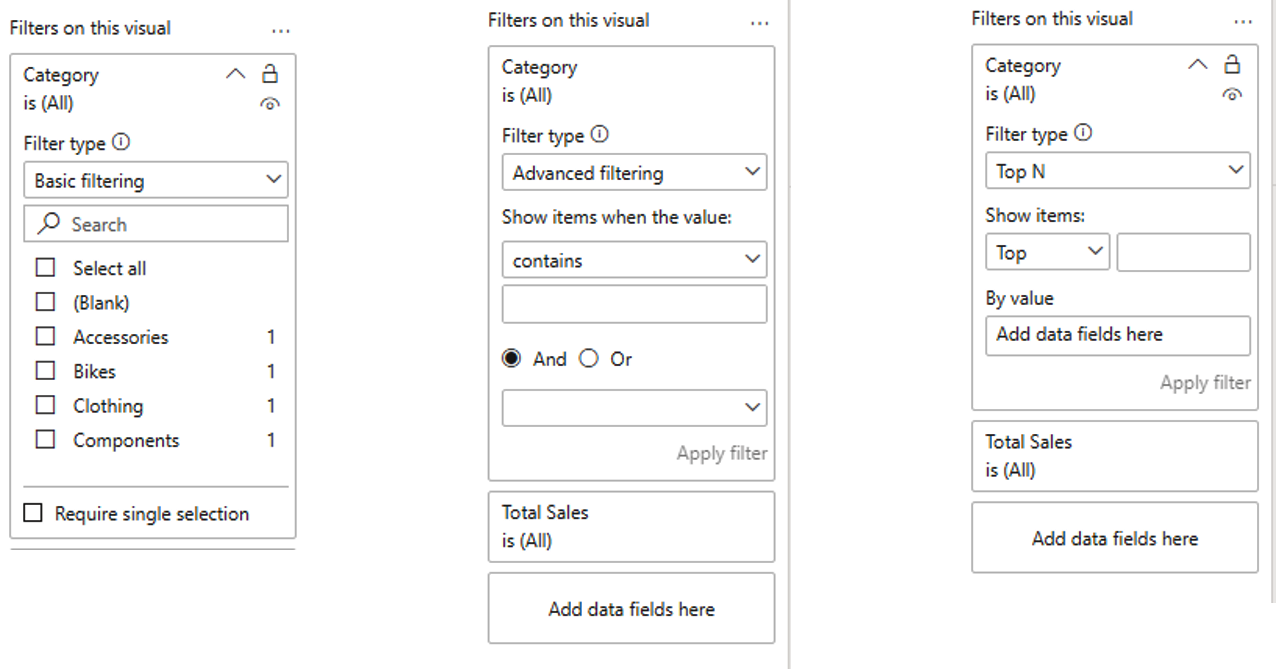 Filters on this visual
Category
is (All)
Filter type
Basic filtering
Search
Select all
(Blank)
Accessories 1
Bikes 1
Clothing 1
Components 1
Require single selection
Filters on this visual
Category
is (All)
Filter type
Advanced filtering
Show items when the value:
contains
And Or
Apply filter
Total Sales
is (All)
Add data fields here
Filters on this visual
Category
is (All)
Filter type
Top N
Show items:
Top
By value
Add data fields here
Apply filter
Total Sales
is (All)
Add data fields here